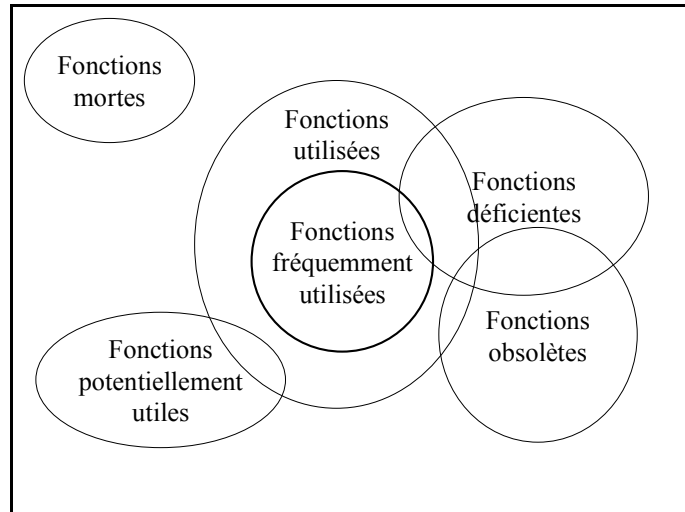 Fonctions
mortes
Fonctions
utilisées
Fonctions
déficientes
Fonctions
fréquemment
utilisées
Fonctions
obsolètes
Fonctions
potentiellement
utiles